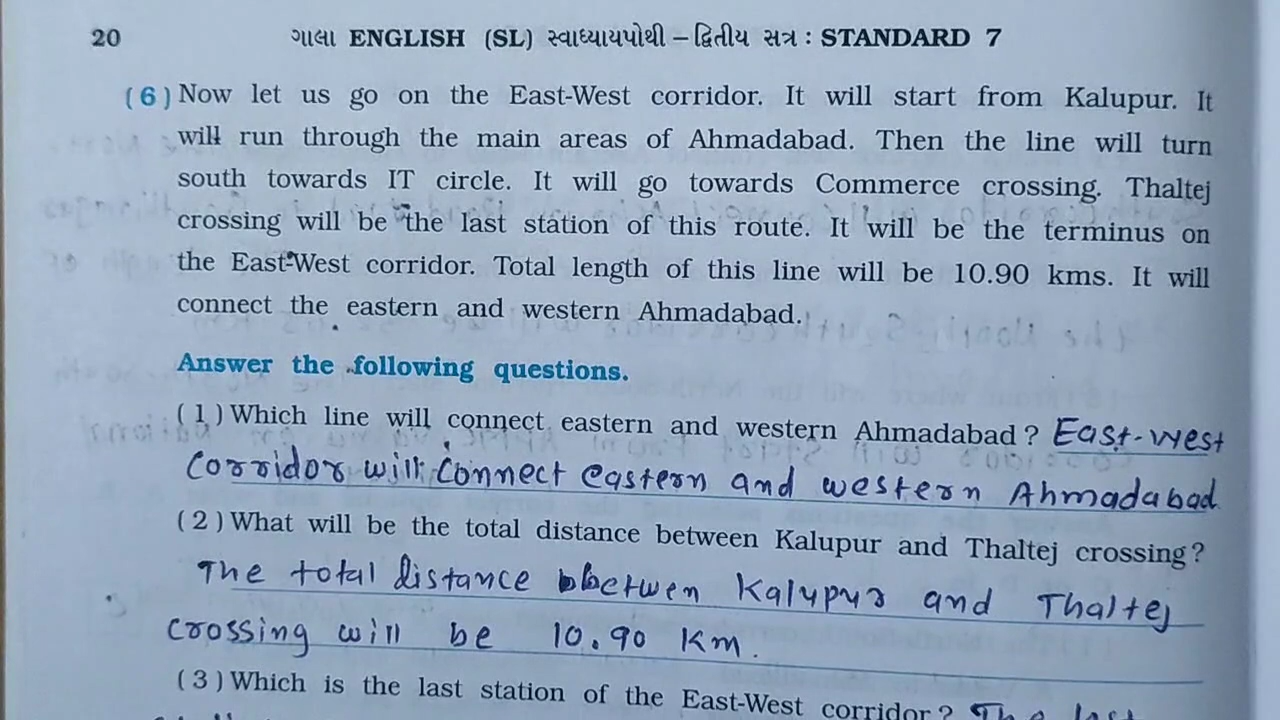 20 ગાલા ENGLISH (SL) સ્વાધ્યાયપોથી – દ્વિતીય સત્ર : STANDARD 7
(6) Now let us go on the East-West corridor. It will start from Kalupur. It
will run through the main areas of Ahmadabad. Then the line will turn
south towards IT circle. It will go towards Commerce crossing. Thaltej
crossing will be the last station of this route. It will be the terminus on
the East-West corridor. Total length of this line will be 10.90 kms. It will
connect the eastern and western Ahmadabad.
Answer the following questions.
(1) Which line will connect eastern and western Ahmadabad? East-west
Corridor will connect eastern and western Ahmadabad
(2) What will be the total distance between Kalupur and Thaltej crossing?
The total distance bbetwen Kalupur and Thaltej
crossing will be 10.90 Km.
(3) Which is the last station of the East-West corridor? The last